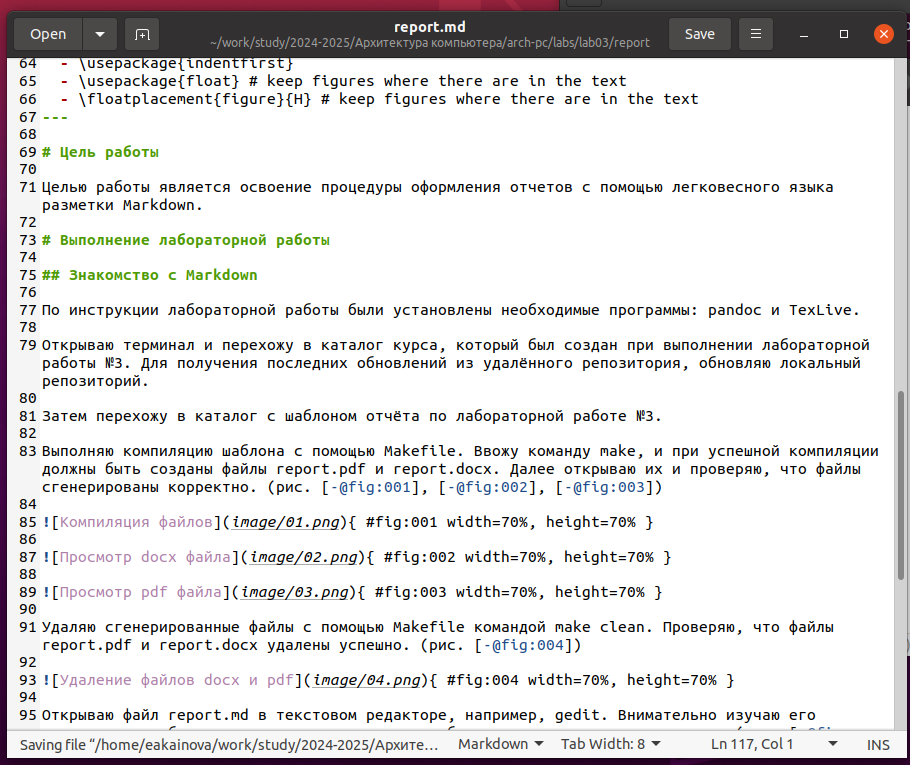 Open
report.md
~/work/study/2024-2025/Архитектура компьютера/arch-pc/labs/lab03/report
Save
64 - \usepackage{indentfirst}
65 - \usepackage{float} # keep figures where there are in the text
66 - \floatplacement{figure}{H} # keep figures where there are in the text
67 ---
68
69 # Цель работы
70
71 Целью работы является освоение процедуры оформления отчетов с помощью легковесного языка
разметки Markdown.
72
73 # Выполнение лабораторной работы
74
75 ## Знакомство с Markdown
76
77 По инструкции лабораторной работы были установлены необходимые программы: pandoc и TexLive.
78
79 Открываю терминал и перехожу в каталог курса, который был создан при выполнении лабораторной
работы №3. Для получения последних обновлений из удалённого репозитория, обновляю локальный
репозиторий.
80
81 Затем перехожу в каталог с шаблоном отчёта по лабораторной работе №3.
82
83 Выполняю компиляцию шаблона с помощью Makefile. Ввожу команду make, и при успешной компиляции
должны быть созданы файлы report.pdf и report.docx. Далее открываю их и проверяю, что файлы
сгенерированы корректно. (рис. [-@fig:001], [-@fig:002], [-@fig:003])
84
85 ![Компиляция файлов](image/01.png){ #fig:001 width=70%, height=70% }
86
87 ![Просмотр docx файла](image/02.png){ #fig:002 width=70%, height=70% }
88
89 ![Просмотр pdf файла](image/03.png){ #fig:003 width=70%, height=70% }
90
91 Удаляю сгенерированные файлы с помощью Makefile командой make clean. Проверяю, что файлы
report.pdf и report.docx удалены успешно. (рис. [-@fig:004])
92
93 ![Удаление файлов docx и pdf](image/04.png){ #fig:004 width=70%, height=70% }
94
95 Открываю файл report.md в текстовом редакторе, например, gedit. Внимательно изучаю его
Saving file “/home/eakainova/work/study/2024-2025/Архите… Markdown Tab Width: 8 Ln 117, Col 1 INS